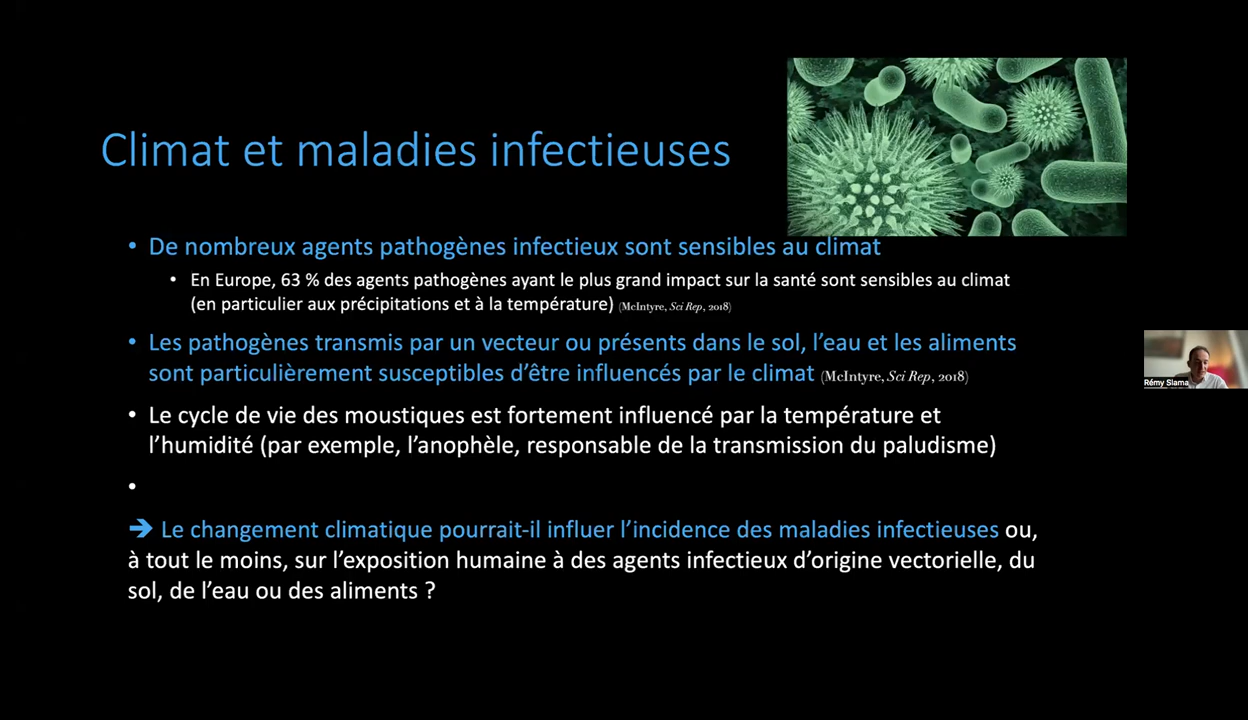 Climat et maladies infectieuses
• De nombreux agents pathogènes infectieux sont sensibles au climat
• En Europe, 63 % des agents pathogènes ayant le plus grand impact sur la santé sont sensibles au climat
(en particulier aux précipitations et à la température) (McIntyre, Sci Rep, 2018)
• Les pathogènes transmis par un vecteur ou présents dans le sol, l’eau et les aliments
sont particulièrement susceptibles d’être influencés par le climat (McIntyre, Sci Rep, 2018)
Rémy Slama
• Le cycle de vie des moustiques est fortement influencé par la température et
l’humidité (par exemple, l’anophèle, responsable de la transmission du paludisme)
•
➔ Le changement climatique pourrait-il influer l’incidence des maladies infectieuses ou,
à tout le moins, sur l’exposition humaine à des agents infectieux d’origine vectorielle, du
sol, de l’eau ou des aliments ?